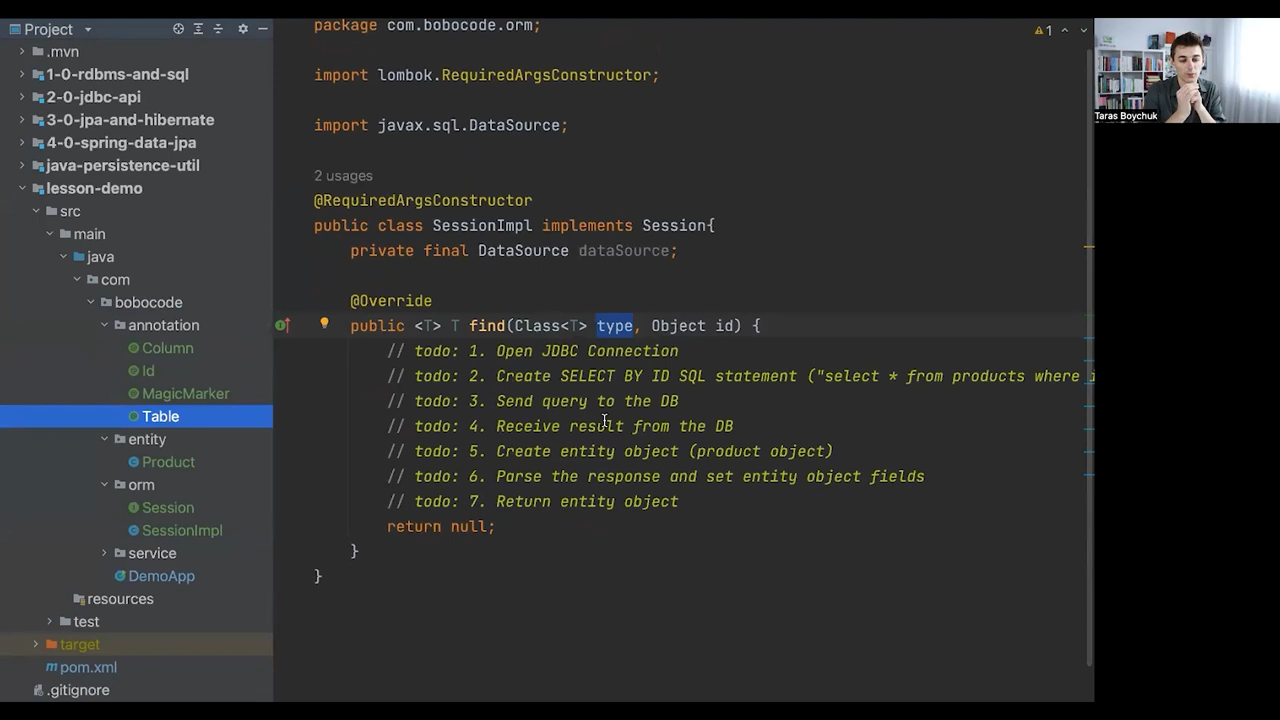 Project
.mvn
1-0-rdbms-and-sql
2-0-jdbc-api
3-0-jpa-and-hibernate
4-0-spring-data-jpa
java-persistence-util
lesson-demo
src
main
java
com
bobocode
annotation
Column
Id
MagicMarker
Table
entity
Product
orm
Session
SessionImpl
service
DemoApp
resources
test
target
pom.xml
.gitignore
package com.bobocode.orm;
import lombok.RequiredArgsConstructor;
import javax.sql.DataSource;
2 usages
@RequiredArgsConstructor
public class SessionImpl implements Session{
private final DataSource dataSource;
@Override
public <T> T find(Class<T> type, Object id) {
// todo: 1. Open JDBC Connection
// todo: 2. Create SELECT BY ID SQL statement ("select * from products where
// todo: 3. Send query to the DB
// todo: 4. Receive result from the DB
// todo: 5. Create entity object (product object)
// todo: 6. Parse the response and set entity object fields
// todo: 7. Return entity object
return null;
}
}
1
Taras Boychuk